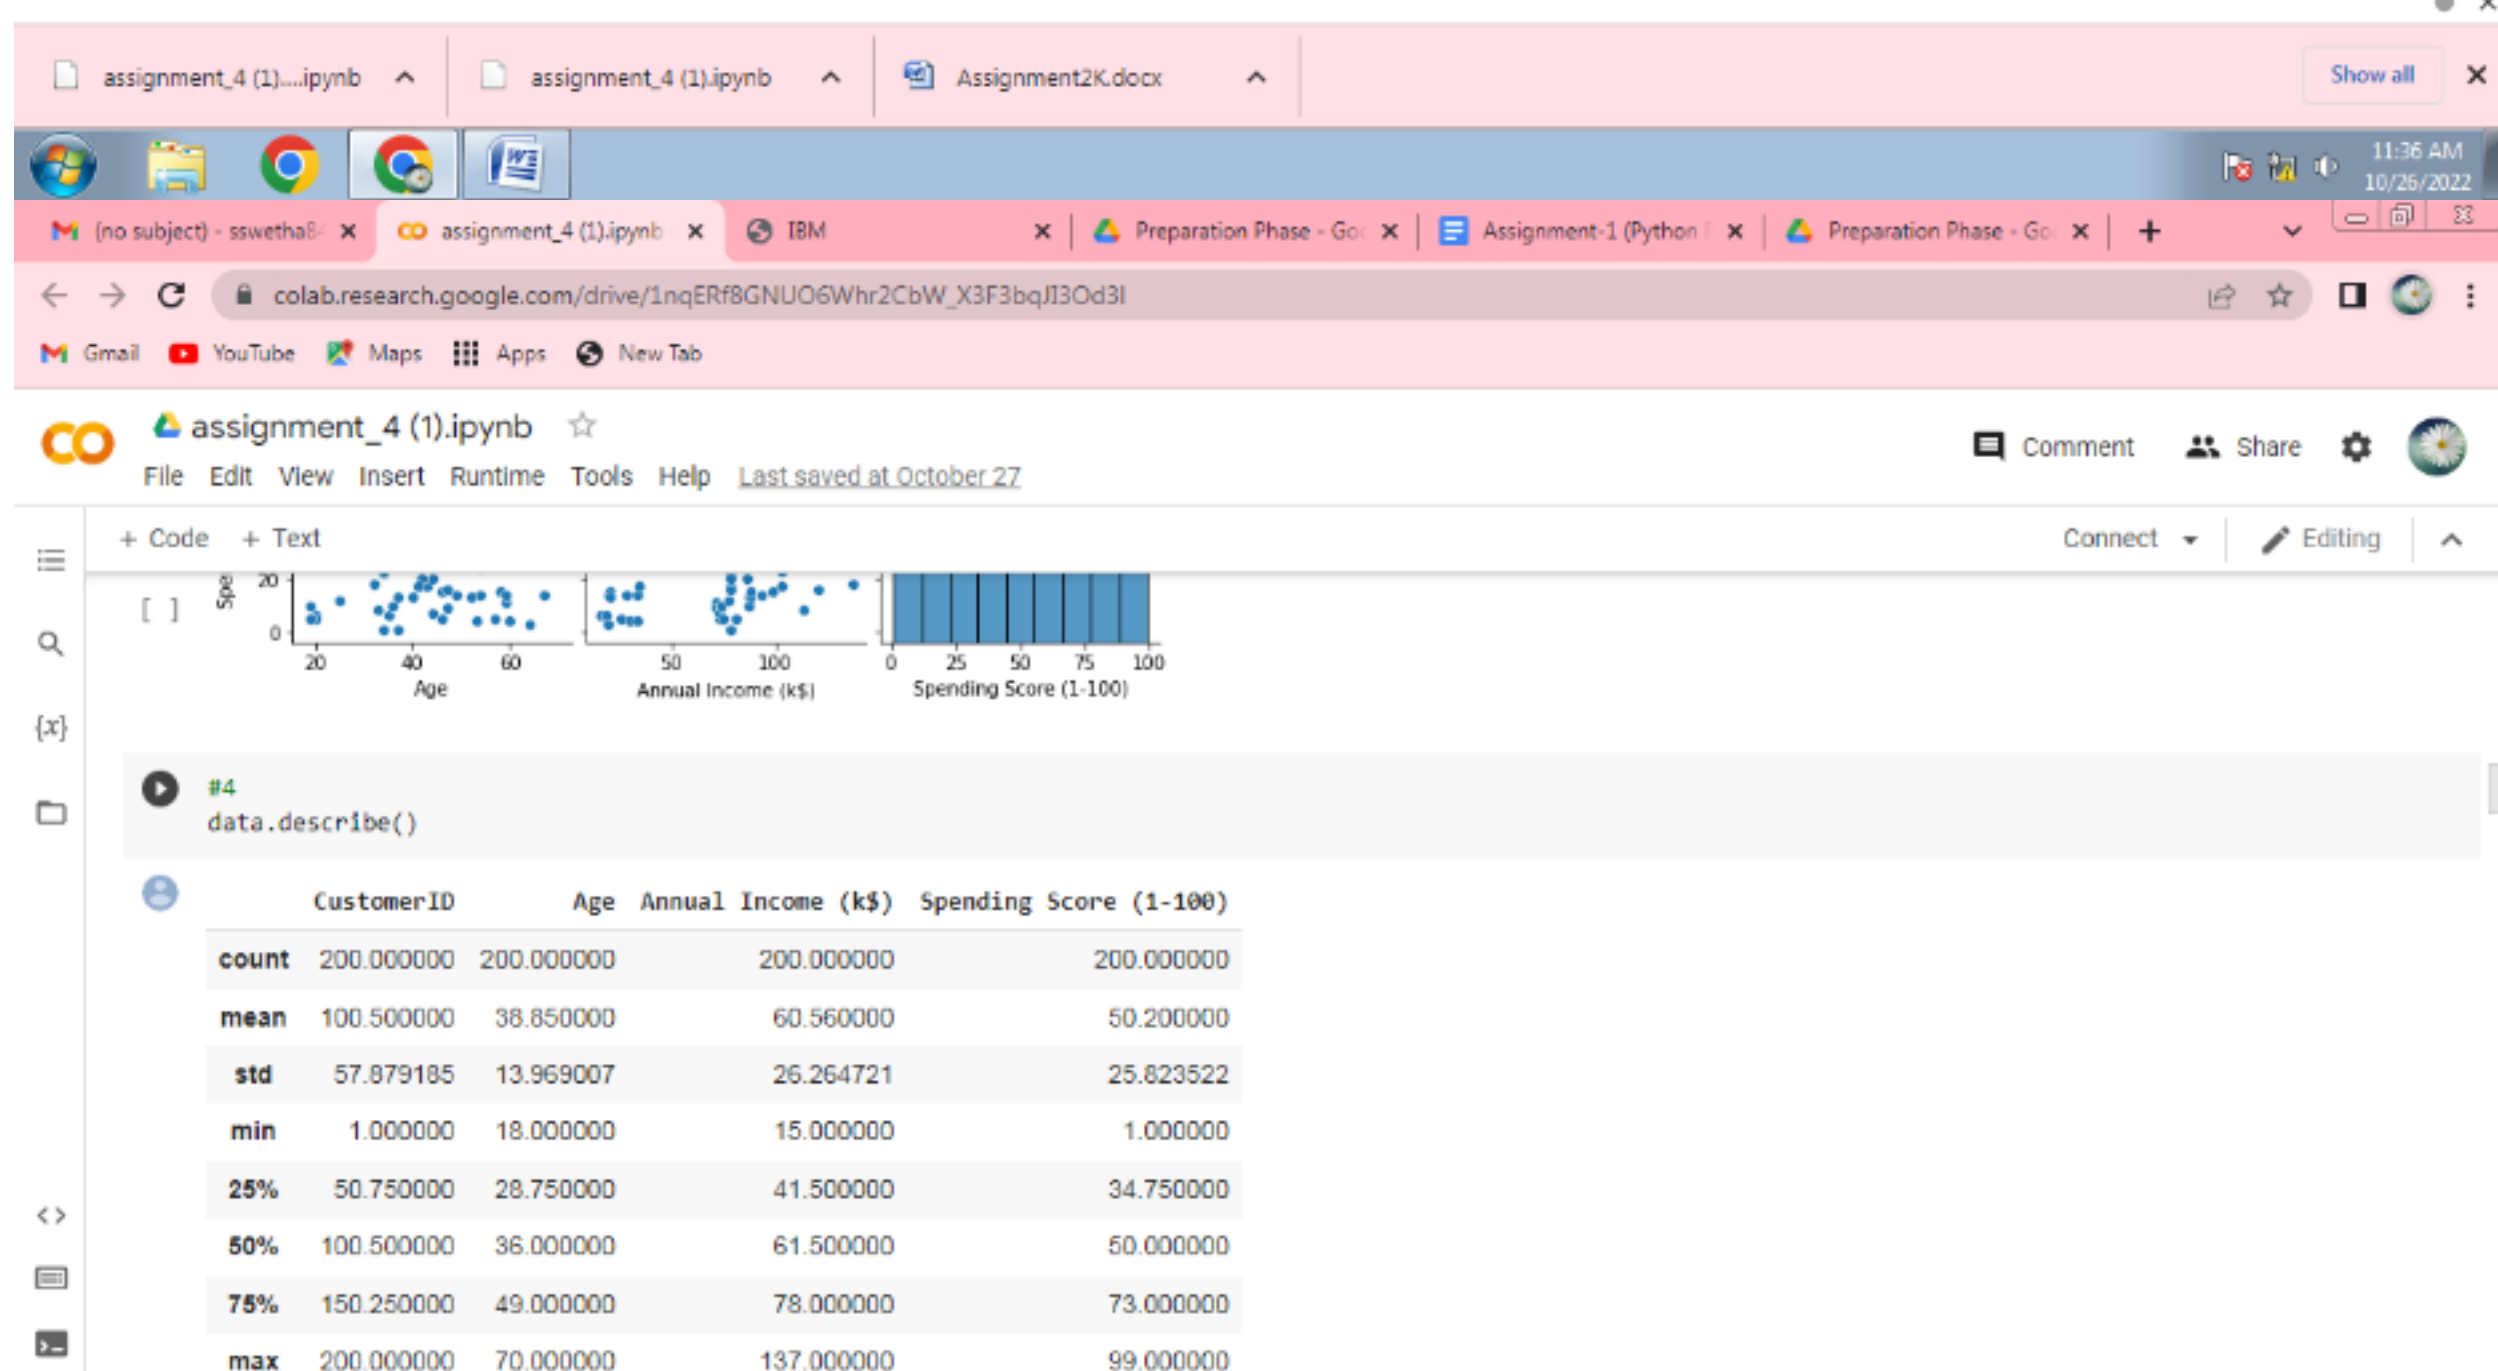 assignment_4 (1)....ipynb assignment_4 (1).ipynb Assignment2K.docx Show all
11:36 AM
10/26/2022
(no subject) - sswetha8 assignment_4 (1).ipynb IBM Preparation Phase - Goo Assignment-1 (Python Preparation Phase - Go
colab.research.google.com/drive/1nqERf8GNUO6Whr2CbW_X3F3bqJI3Od3l
Gmail YouTube Maps Apps New Tab
assignment_4 (1).ipynb
Comment Share
File Edit View Insert Runtime Tools Help Last saved at October 27
+ Code + Text Connect Editing
[ ] Spe 20
0
20 40 60 50 100 0 25 50 75 100
Age Annual Income (k$) Spending Score (1-100)
{x}
#4
data.describe()
CustomerID Age Annual Income (k$) Spending Score (1-100)
count 200.000000 200.000000 200.000000 200.000000
mean 100.500000 38.850000 60.560000 50.200000
std 57.879185 13.969007 26.264721 25.823522
min 1.000000 18.000000 15.000000 1.000000
25% 50.750000 28.750000 41.500000 34.750000
50% 100.500000 36.000000 61.500000 50.000000
75% 150.250000 49.000000 78.000000 73.000000
max 200.000000 70.000000 137.000000 99.000000